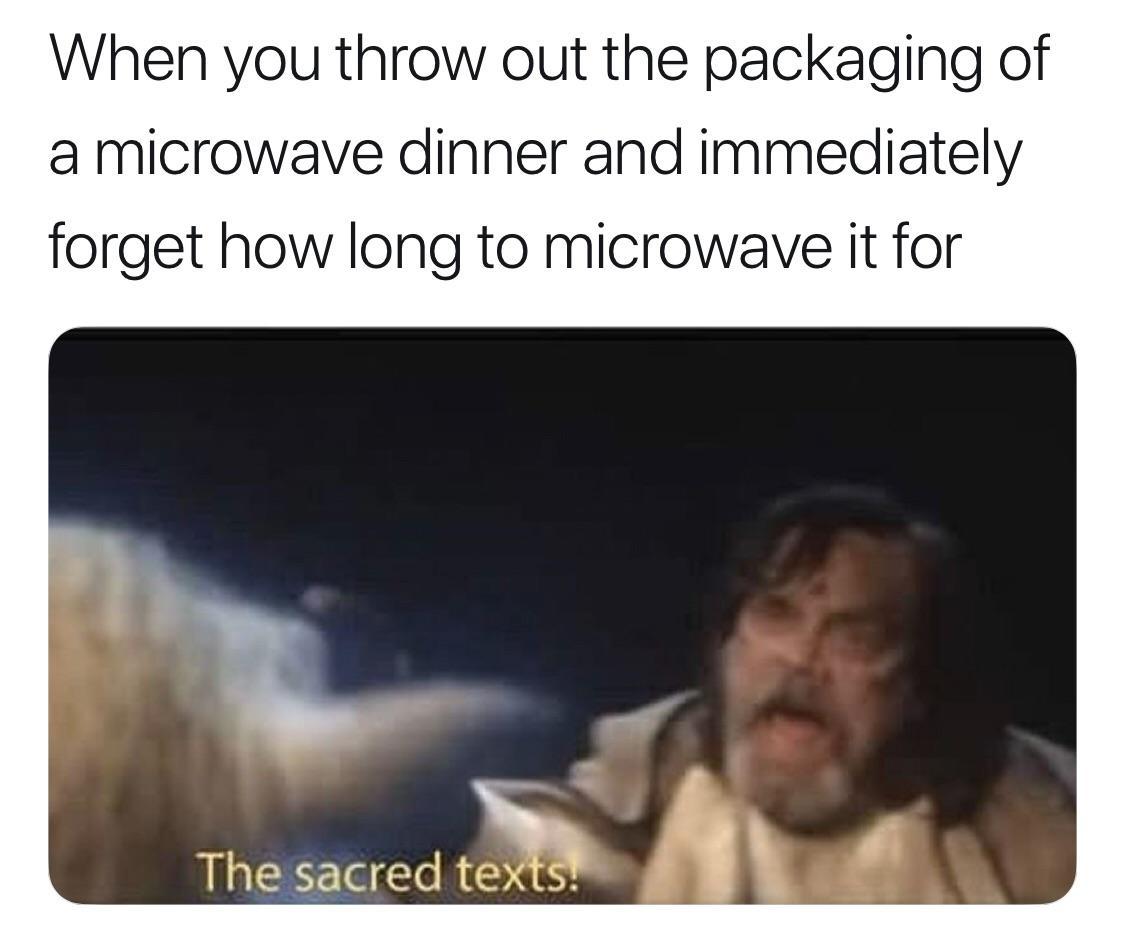 When you throw out the packaging of
a microwave dinner and immediately
forget how long to microwave it for
The sacred texts!